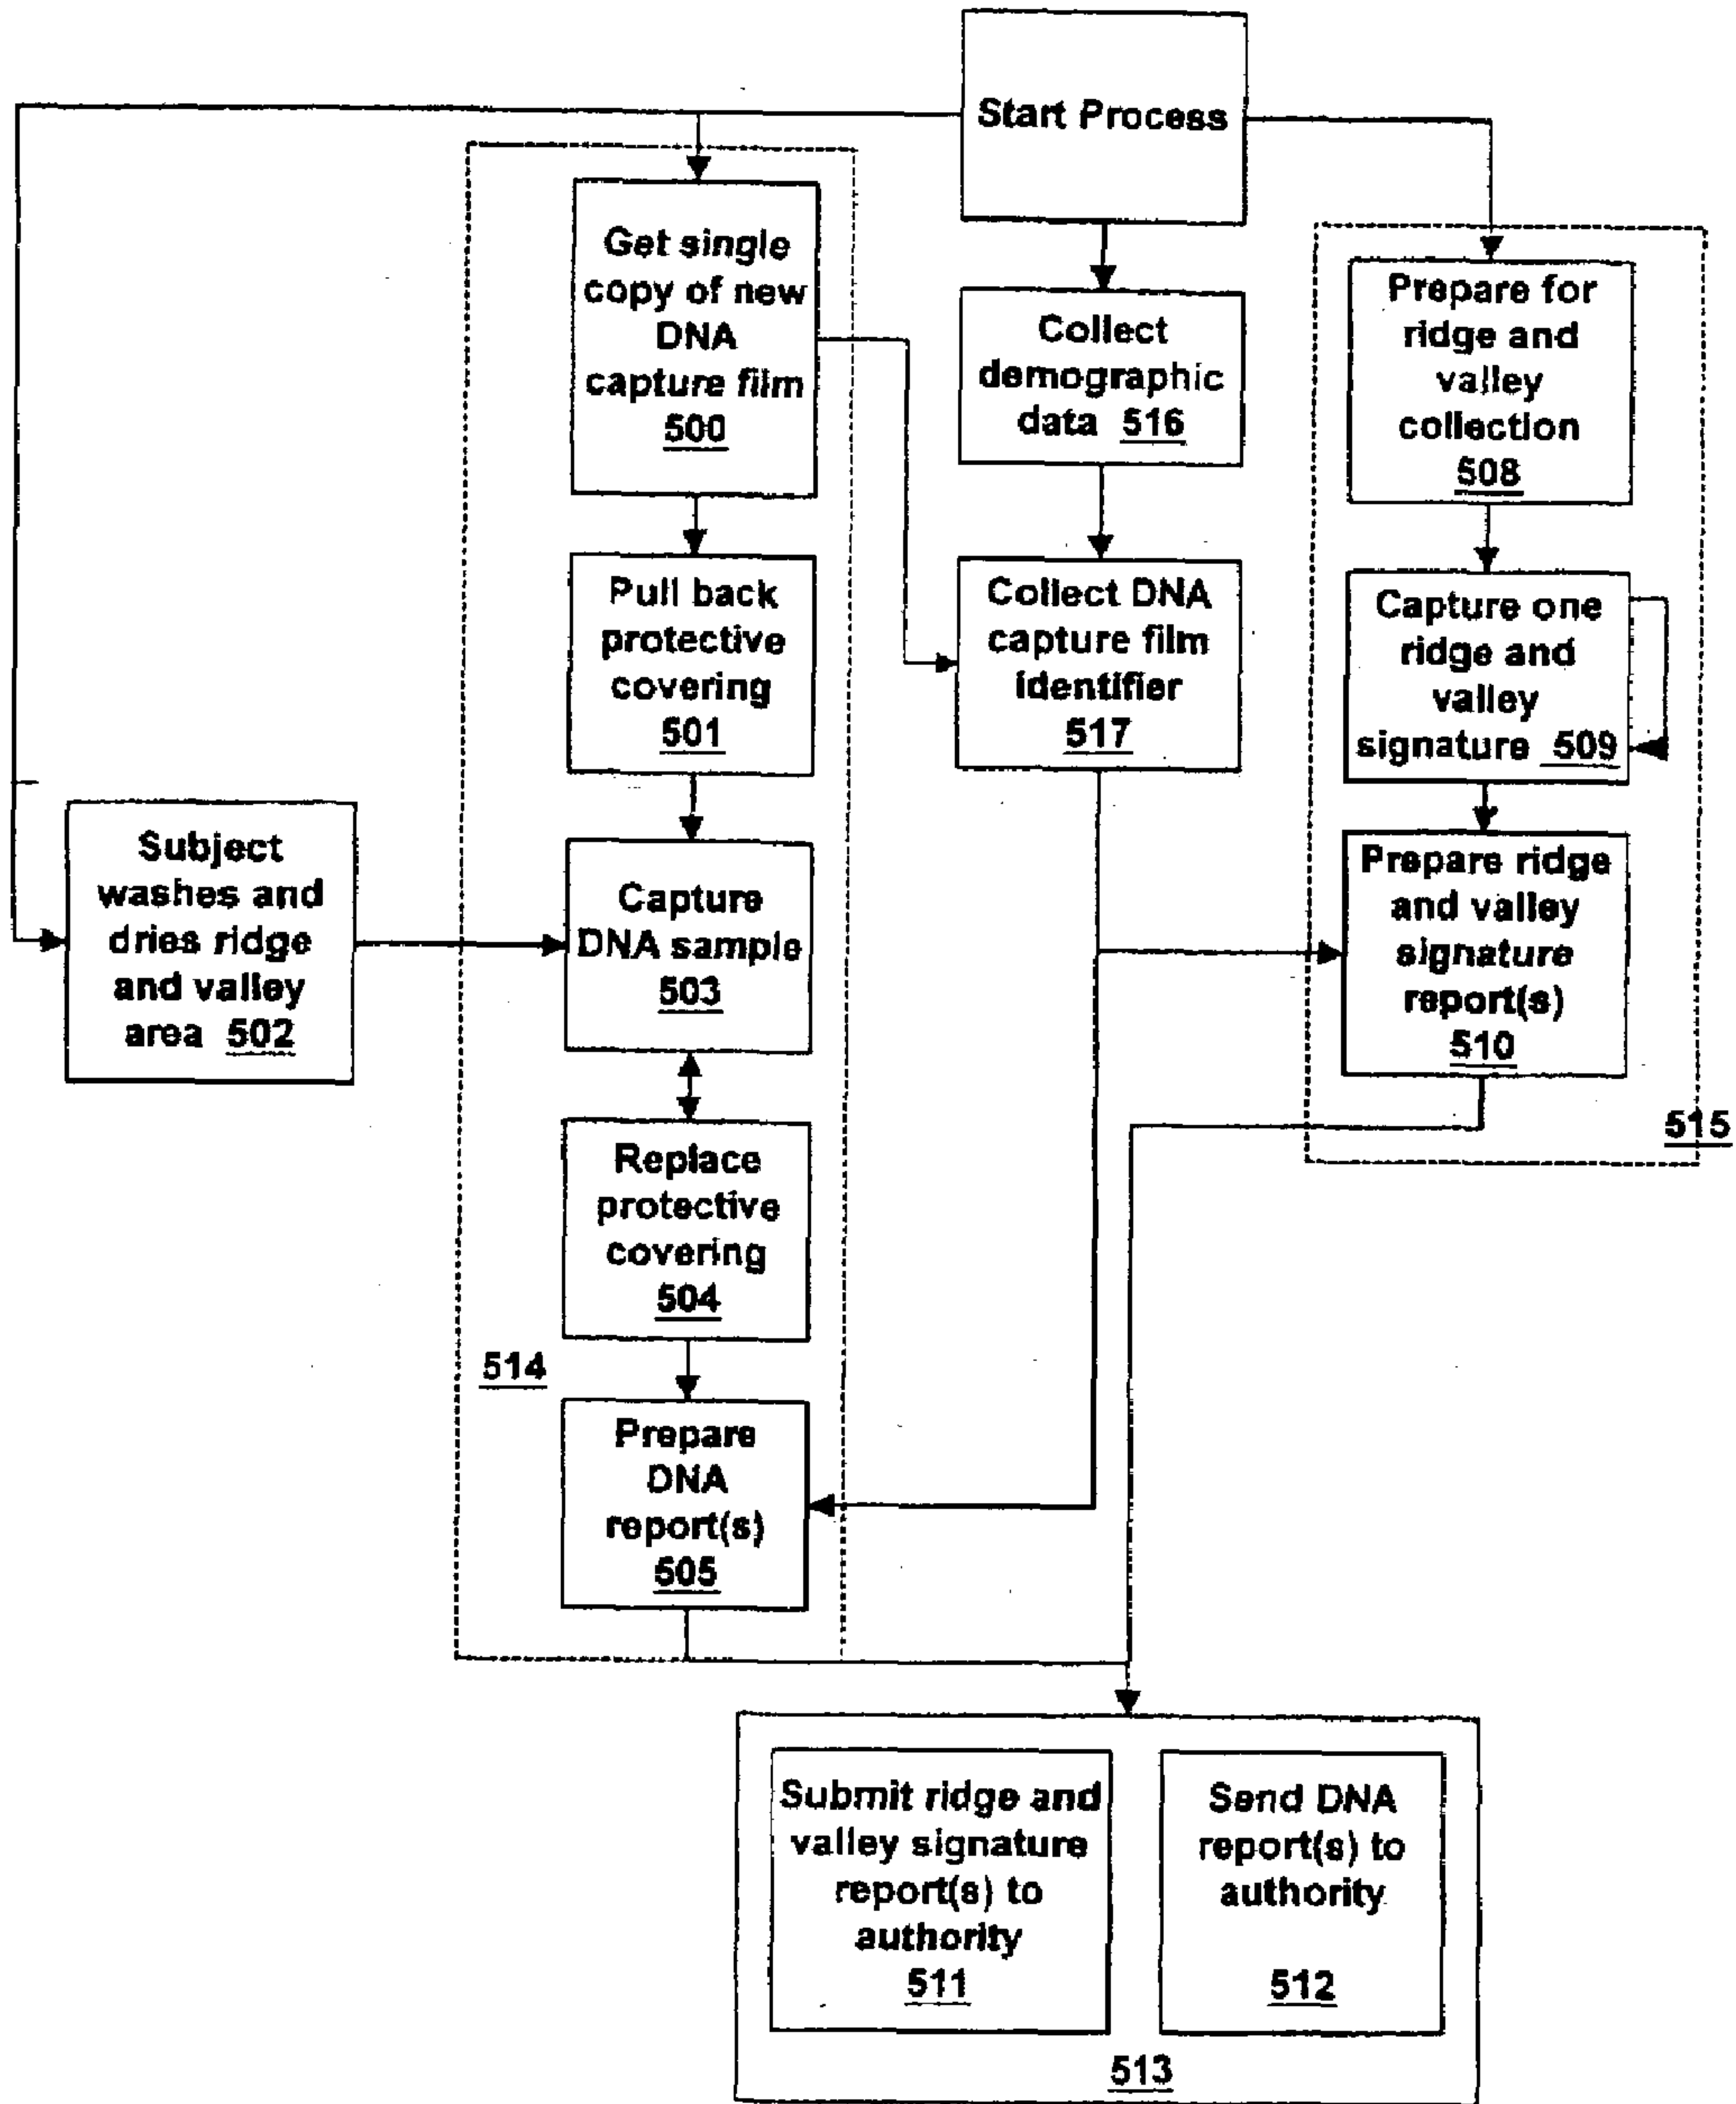 Start Process
Get single
copy of new
DNA
capture film
500
Collect
demographic
data 516
Prepare for
ridge and
valley
collection
508
Pull back
protective
covering
501
Collect DNA
capture film
identifier
517
Capture one
ridge and
valley
signature 509
Subject
washes and
dries ridge
and valley
area 502
Capture
DNA sample
503
Prepare ridge
and valley
signature
report(s)
510
515
Replace
protective
covering
504
514
Prepare
DNA
report(s)
505
Submit ridge and
valley signature
report(s) to
authority
511
Send DNA
report(s) to
authority
512
513